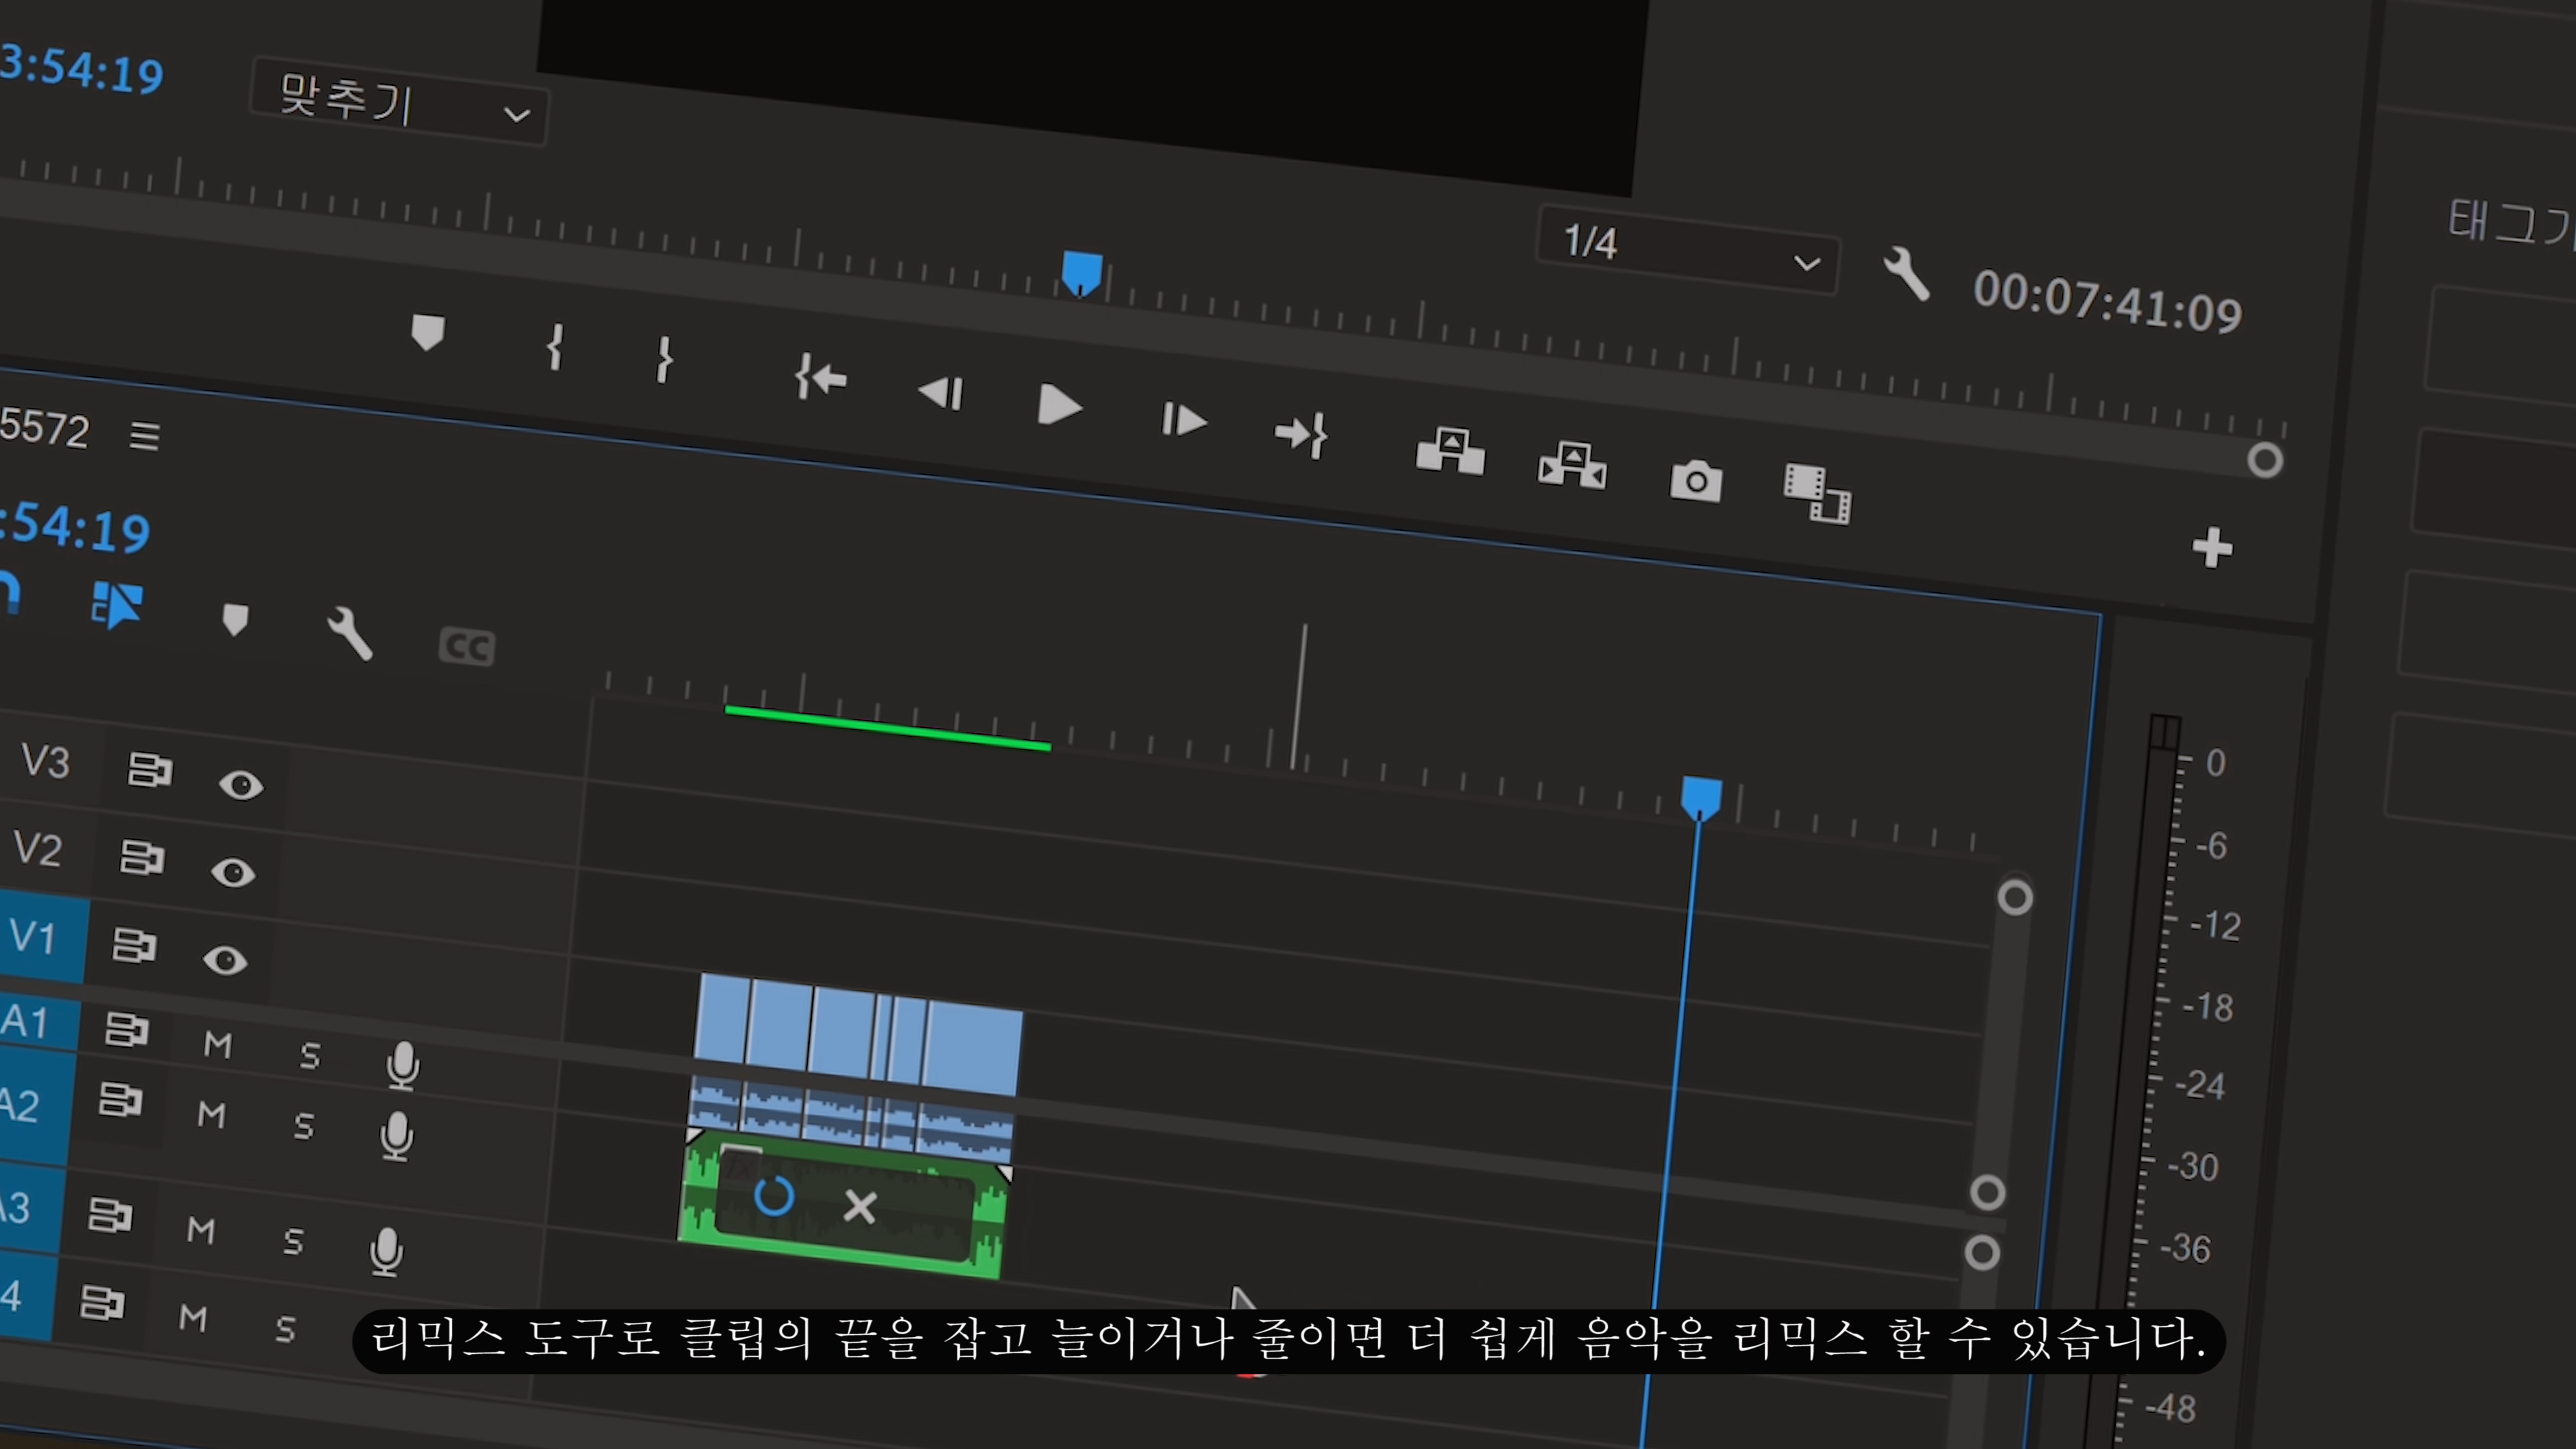 3:54:19
맞추기
1/4
00:07:41:09
5572
:54:19
CC
V3
V2
V1
A1 M S
A2 M S
A3 M S
4 M S
0
-6
-12
-18
-24
-30
-36
-48
리믹스 도구로 클립의 끝을 잡고 늘이거나 줄이면 더 쉽게 음악을 리믹스 할 수 있습니다.